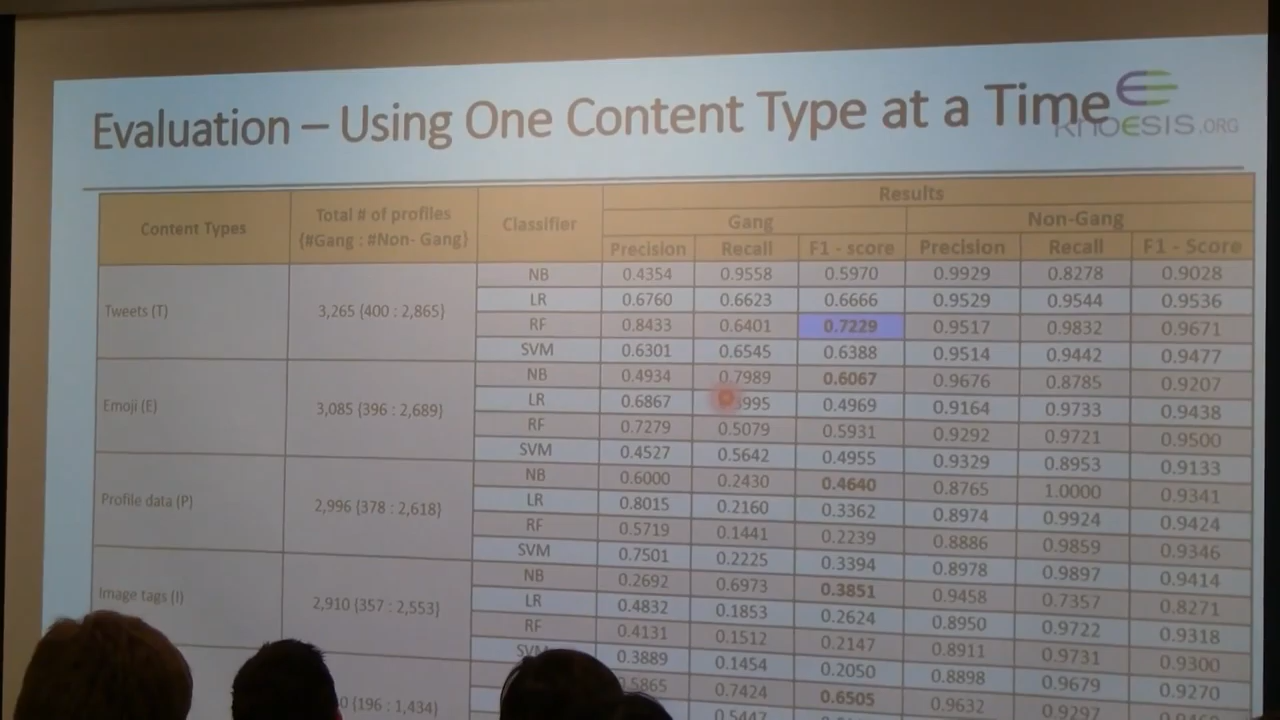 Evaluation – Using One Content Type at a Time
KNOESIS.ORG
Content Types Total # of profiles {#Gang : #Non- Gang} Classifier Results
Gang Non-Gang
Precision Recall F1 - score Precision Recall F1 - Score
Tweets (T) 3,265 {400 : 2,865}
NB 0.4354 0.9558 0.5970 0.9929 0.8278 0.9028
LR 0.6760 0.6623 0.6666 0.9529 0.9544 0.9536
RF 0.8433 0.6401 0.7229 0.9517 0.9832 0.9671
SVM 0.6301 0.6545 0.6388 0.9514 0.9442 0.9477
Emoji (E) 3,085 {396 : 2,689}
NB 0.4934 0.7989 0.6067 0.9676 0.8785 0.9207
LR 0.6867 995 0.4969 0.9164 0.9733 0.9438
RF 0.7279 0.5079 0.5931 0.9292 0.9721 0.9500
SVM 0.4527 0.5642 0.4955 0.9329 0.8953 0.9133
Profile data (P) 2,996 {378 : 2,618}
NB 0.6000 0.2430 0.4640 0.8765 1.0000 0.9341
LR 0.8015 0.2160 0.3362 0.8974 0.9924 0.9424
RF 0.5719 0.1441 0.2239 0.8886 0.9859 0.9346
SVM 0.7501 0.2225 0.3394 0.8978 0.9897 0.9414
Image tags (I) 2,910 {357 : 2,553}
NB 0.2692 0.6973 0.3851 0.9458 0.7357 0.8271
LR 0.4832 0.1853 0.2624 0.8950 0.9722 0.9318
RF 0.4131 0.1512 0.2147 0.8911 0.9731 0.9300
SVM 0.3889 0.1454 0.2050 0.8898 0.9679 0.9270
0 {196 : 1,434}
0.5865 0.7424 0.6505 0.9632
0.5447 0.9297